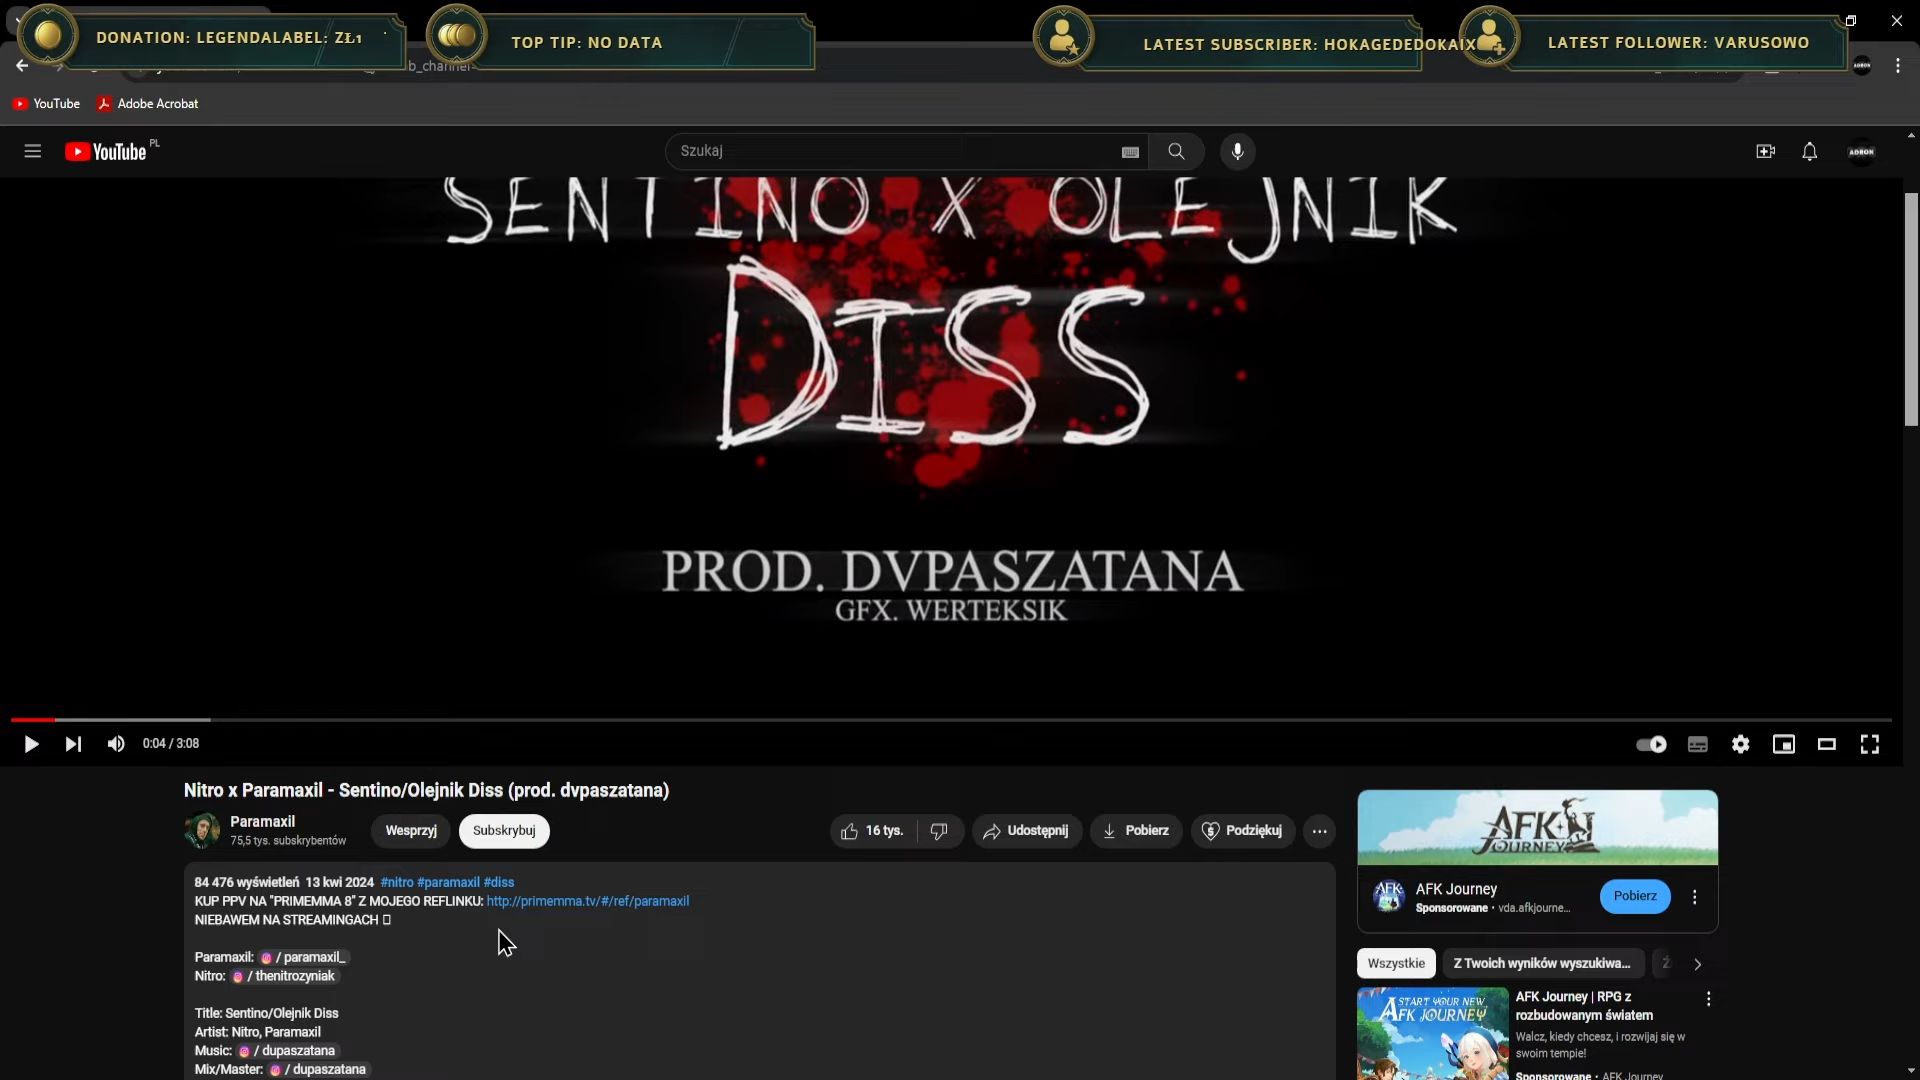 DONATION: LEGENDALABEL: ZŁ1
TOP TIP: NO DATA
LATEST SUBSCRIBER: HOKAGEDEDOKAIX
LATEST FOLLOWER: VARUSOWO
b_channel=
YouTube
Adobe Acrobat
YouTube PL
Szukaj
ADRON
SENTINO X OLEJNIK
DISS
PROD. DVPASZATANA
GFX. WERTEKSIK
0:04 / 3:08
Nitro x Paramaxil - Sentino/Olejnik Diss (prod. dvpaszatana)
Paramaxil
75,5 tys. subskrybentów
Wesprzyj
Subskrybuj
16 tys.
Udostępnij
Pobierz
Podziękuj
84 476 wyświetleń 13 kwi 2024 #nitro #paramaxil #diss
KUP PPV NA "PRIMEMMA 8" Z MOJEGO REFLINKU: http://primemma.tv/#/ref/paramaxil
NIEBAWEM NA STREAMINGACH
Paramaxil: / paramaxil_
Nitro: / thenitrozyniak
Title: Sentino/Olejnik Diss
Artist: Nitro, Paramaxil
Music: / dupaszatana
Mix/Master: / dupaszatana
AFK JOURNEY
AFK
AFK Journey
Sponsorowane · vda.afkjourne...
Pobierz
Wszystkie
Z Twoich wyników wyszukiwa...
START YOUR NEW
AFK JOURNEY
AFK Journey | RPG z
rozbudowanym światem
Walcz, kiedy chcesz, i rozwijaj się w
swoim tempie!
Sponsorowane · AFK Journey